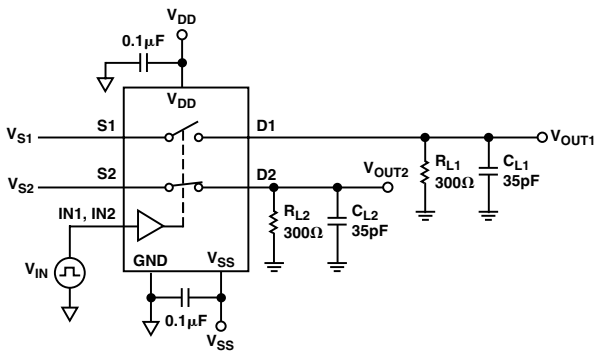 VDD
0.1µF
VDD
VS1
S1
D1
VOUT1
VS2
S2
D2
VOUT2
RL1
300Ω
CL1
35pF
IN1, IN2
RL2
300Ω
CL2
35pF
VIN
GND
VSS
0.1µF
VSS